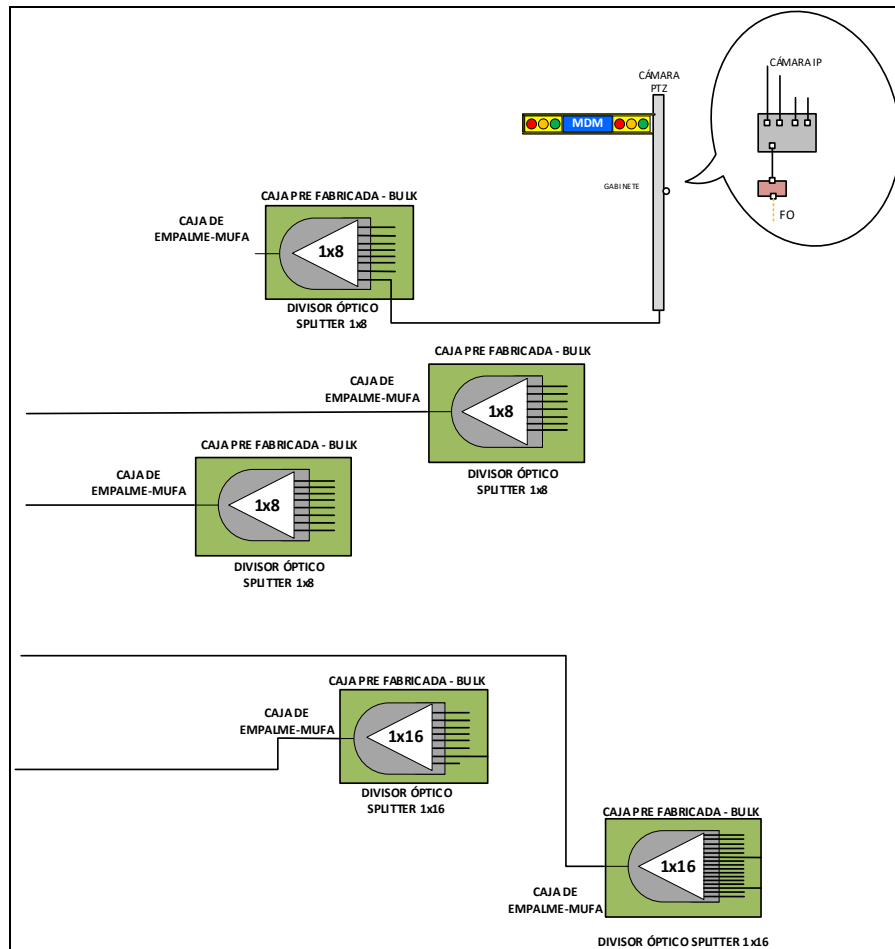 CÁMARA IP
CÁMARA
PTZ
MDM
GABINETE
FO
CAJA PRE FABRICADA - BULK
CAJA DE
EMPALME-MUFA
1x8
DIVISOR ÓPTICO
SPLITTER 1x8
CAJA PRE FABRICADA - BULK
CAJA DE
EMPALME-MUFA
1x8
DIVISOR ÓPTICO
SPLITTER 1x8
CAJA PRE FABRICADA - BULK
CAJA DE
EMPALME-MUFA
1x8
DIVISOR ÓPTICO
SPLITTER 1x8
CAJA PRE FABRICADA - BULK
CAJA DE
EMPALME-MUFA
1x16
DIVISOR ÓPTICO
SPLITTER 1x16
CAJA PRE FABRICADA - BULK
1x16
CAJA DE
EMPALME-MUFA
DIVISOR ÓPTICO SPLITTER 1x16